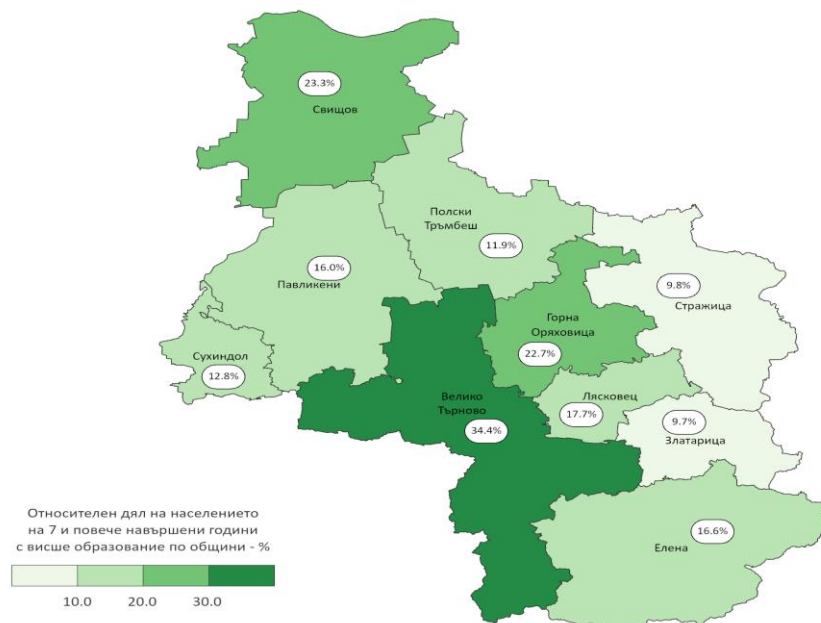 23.3%
Свищов
Полски
Тръмбеш
11.9%
16.0%
Павликени
9.8%
Стражица
Горна
Оряховица
22.7%
Сухиндол
12.8%
Лясковец
17.7%
Велико
Търново
34.4%
9.7%
Златарица
16.6%
Елена
Относителен дял на населението
на 7 и повече навършени години
с висше образование по общини - %
10.0 20.0 30.0